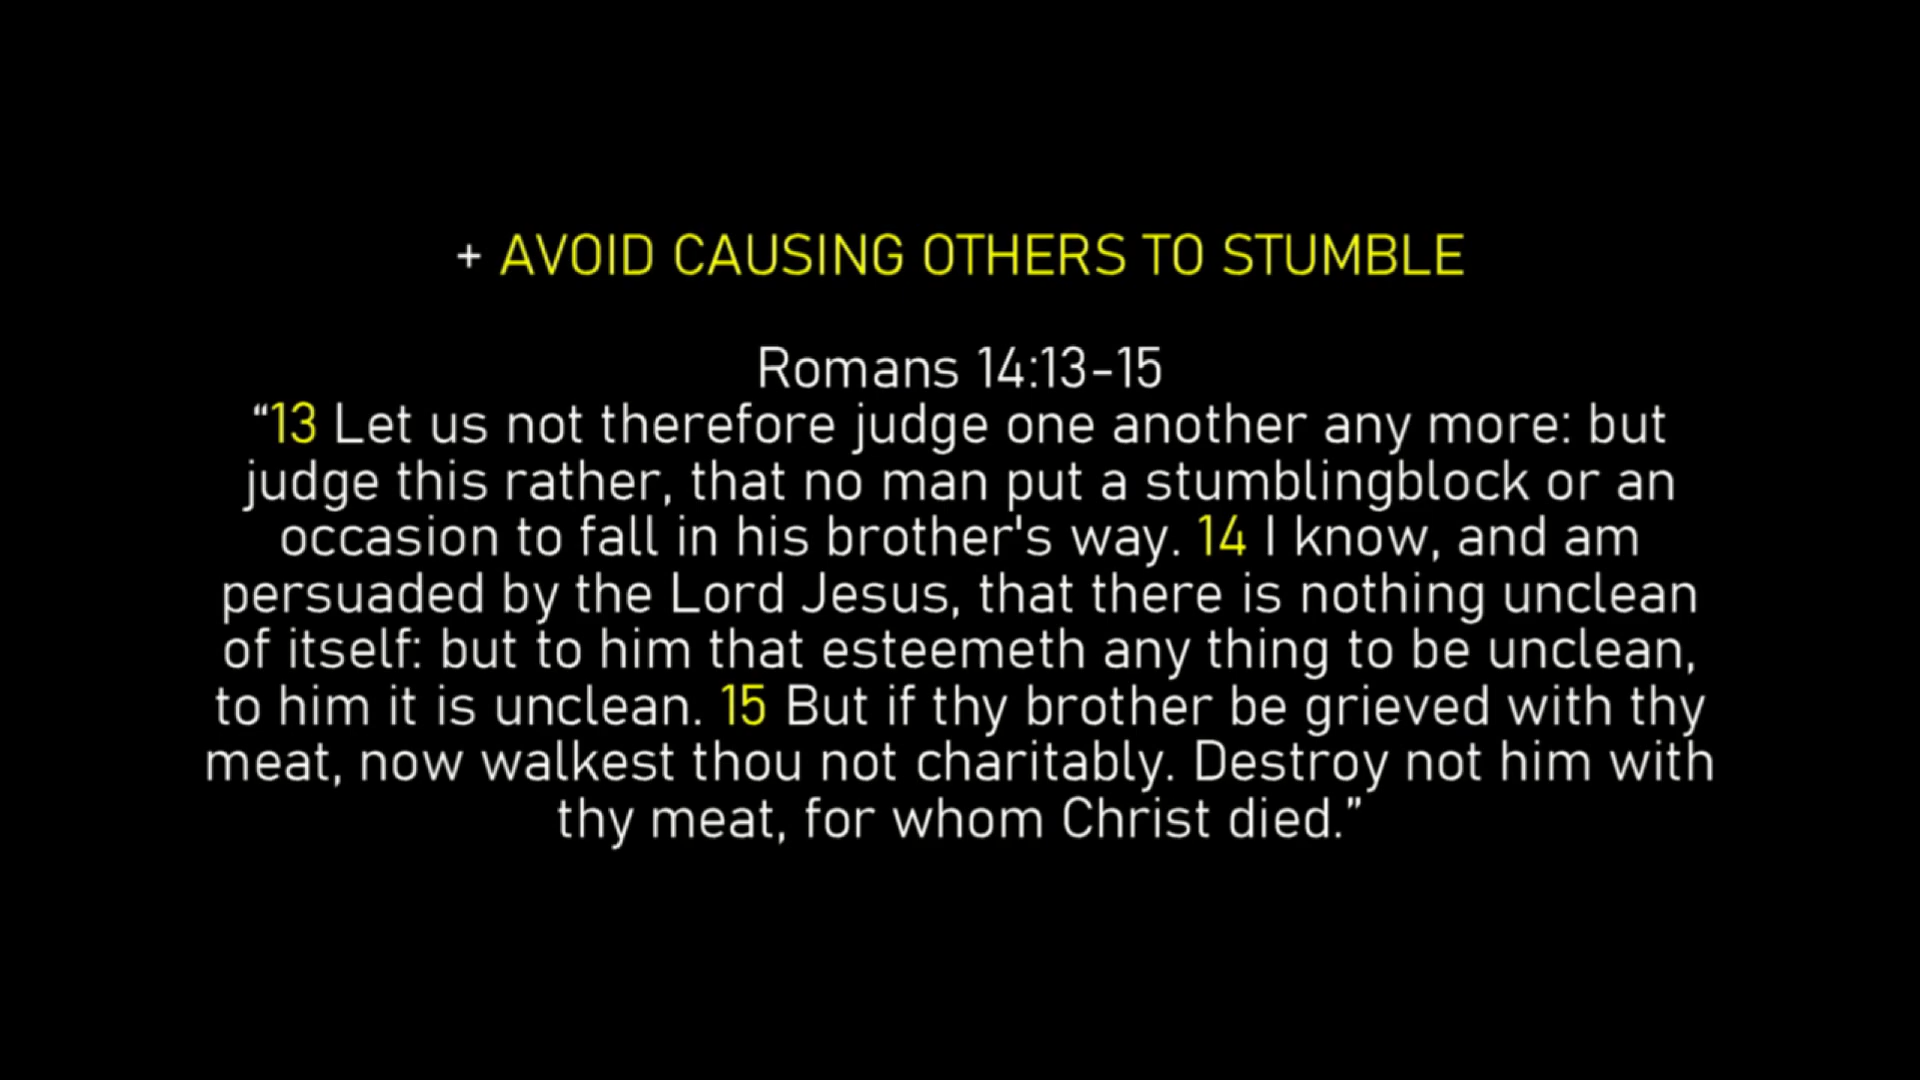 + AVOID CAUSING OTHERS TO STUMBLE
Romans 14:13-15
“13 Let us not therefore judge one another any more: but
judge this rather, that no man put a stumblingblock or an
occasion to fall in his brother's way. 14 I know, and am
persuaded by the Lord Jesus, that there is nothing unclean
of itself: but to him that esteemeth any thing to be unclean,
to him it is unclean. 15 But if thy brother be grieved with thy
meat, now walkest thou not charitably. Destroy not him with
thy meat, for whom Christ died.”